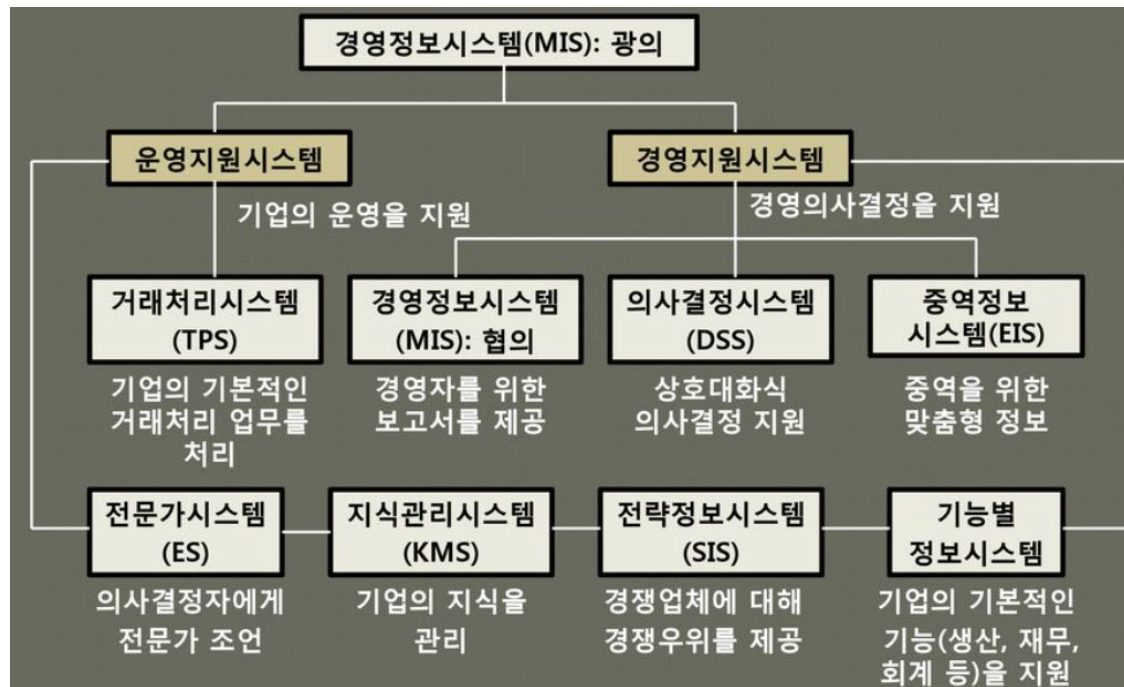 경영정보시스템(MIS): 광의
운영지원시스템
경영지원시스템
기업의 운영을 지원
경영의사결정을 지원
거래처리시스템
(TPS)
기업의 기본적인
거래처리 업무를
처리
경영정보시스템
(MIS): 협의
경영자를 위한
보고서를 제공
의사결정시스템
(DSS)
상호대화식
의사결정 지원
중역정보
시스템(EIS)
중역을 위한
맞춤형 정보
전문가시스템
(ES)
의사결정자에게
전문가 조언
지식관리시스템
(KMS)
기업의 지식을
관리
전략정보시스템
(SIS)
경쟁업체에 대해
경쟁우위를 제공
기능별
정보시스템
기업의 기본적인
기능(생산, 재무,
회계 등)을 지원